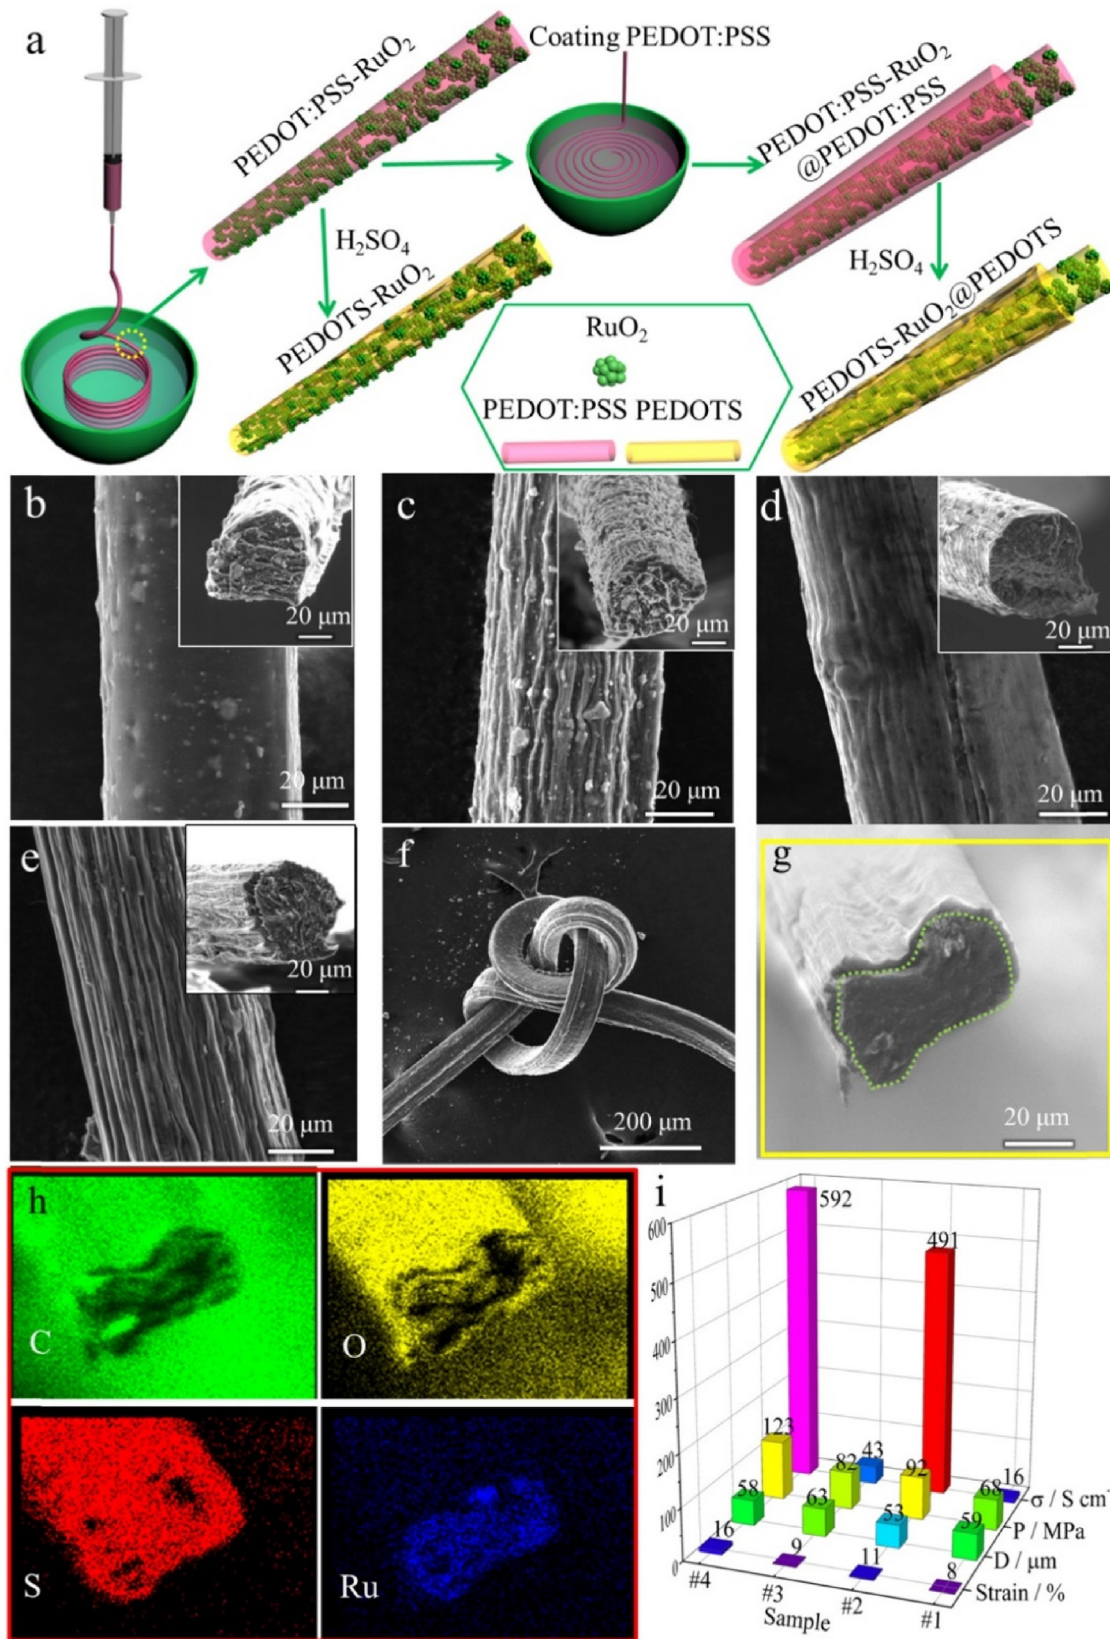 a
PEDOT:PSS-RuO₂
Coating PEDOT:PSS
PEDOT:PSS-RuO₂
@PEDOT:PSS
H₂SO₄
PEDOTS-RuO₂
H₂SO₄
PEDOTS-RuO₂@PEDOTS
RuO₂
PEDOT:PSS PEDOTS
b
20 μm
20 μm
c
20 μm
20 μm
d
20 μm
20 μm
e
20 μm
20 μm
f
200 μm
g
20 μm
h
C
O
S
Ru
i
600
500
400
300
200
100
0
592
491
123
82
43
92
16
58
63
53
68
59
16
9
11
8
σ / S cm⁻
P / MPa
D / μm
Strain / %
#4
#3
#2
#1
Sample